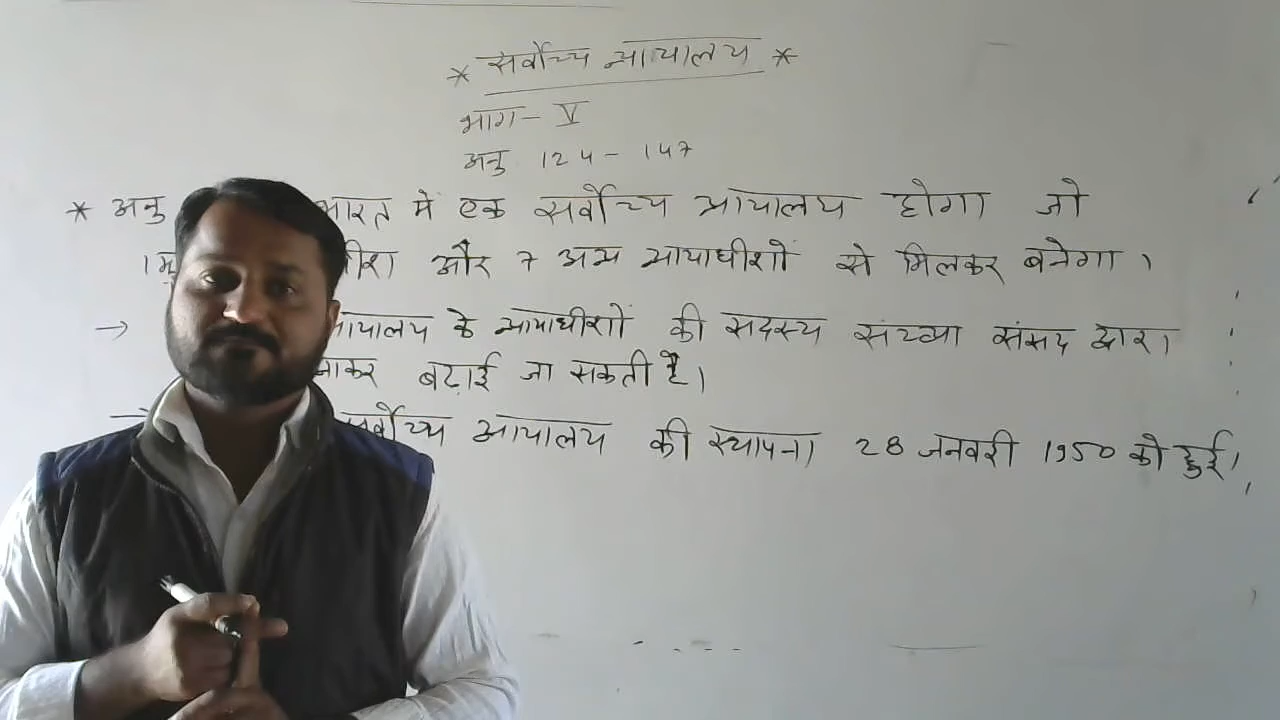 * सर्वोच्च न्यायालय *
भाग - V
अनु 124 - 147
* अनु भारत में एक सर्वोच्च न्यायालय होगा जो
और 7 अन्य न्यायाधीशों से मिलकर बनेगा।
→ न्यायालय के न्यायाधीशों की सदस्य संख्या संसद द्वारा
बढ़ाई जा सकती है।
→ सर्वोच्च न्यायालय की स्थापना 28 जनवरी 1950 को हुई।